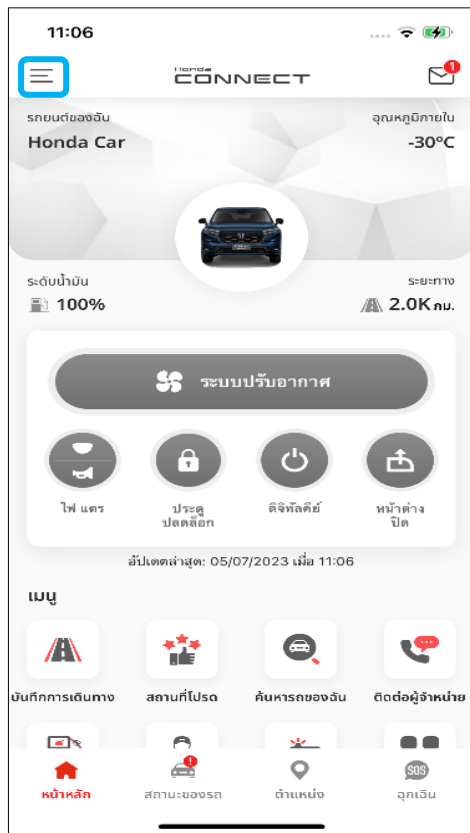 11:06
Honda
CONNECT
1
รถยนต์ของฉัน
อุณหภูมิภายใน
Honda Car
-30°C
ระดับน้ำมัน
ระยะทาง
100%
2.0K กม.
ระบบปรับอากาศ
ไฟ แตร
ประตู
ปลดล็อก
ดิจิทัลคีย์
หน้าต่าง
ปิด
อัปเดตล่าสุด: 05/07/2023 เมื่อ 11:06
เมนู
บันทึกการเดินทาง
สถานที่โปรด
ค้นหารถของฉัน
ติดต่อผู้จำหน่าย
หน้าหลัก
สถานะของรถ
ตำแหน่ง
SOS
ฉุกเฉิน